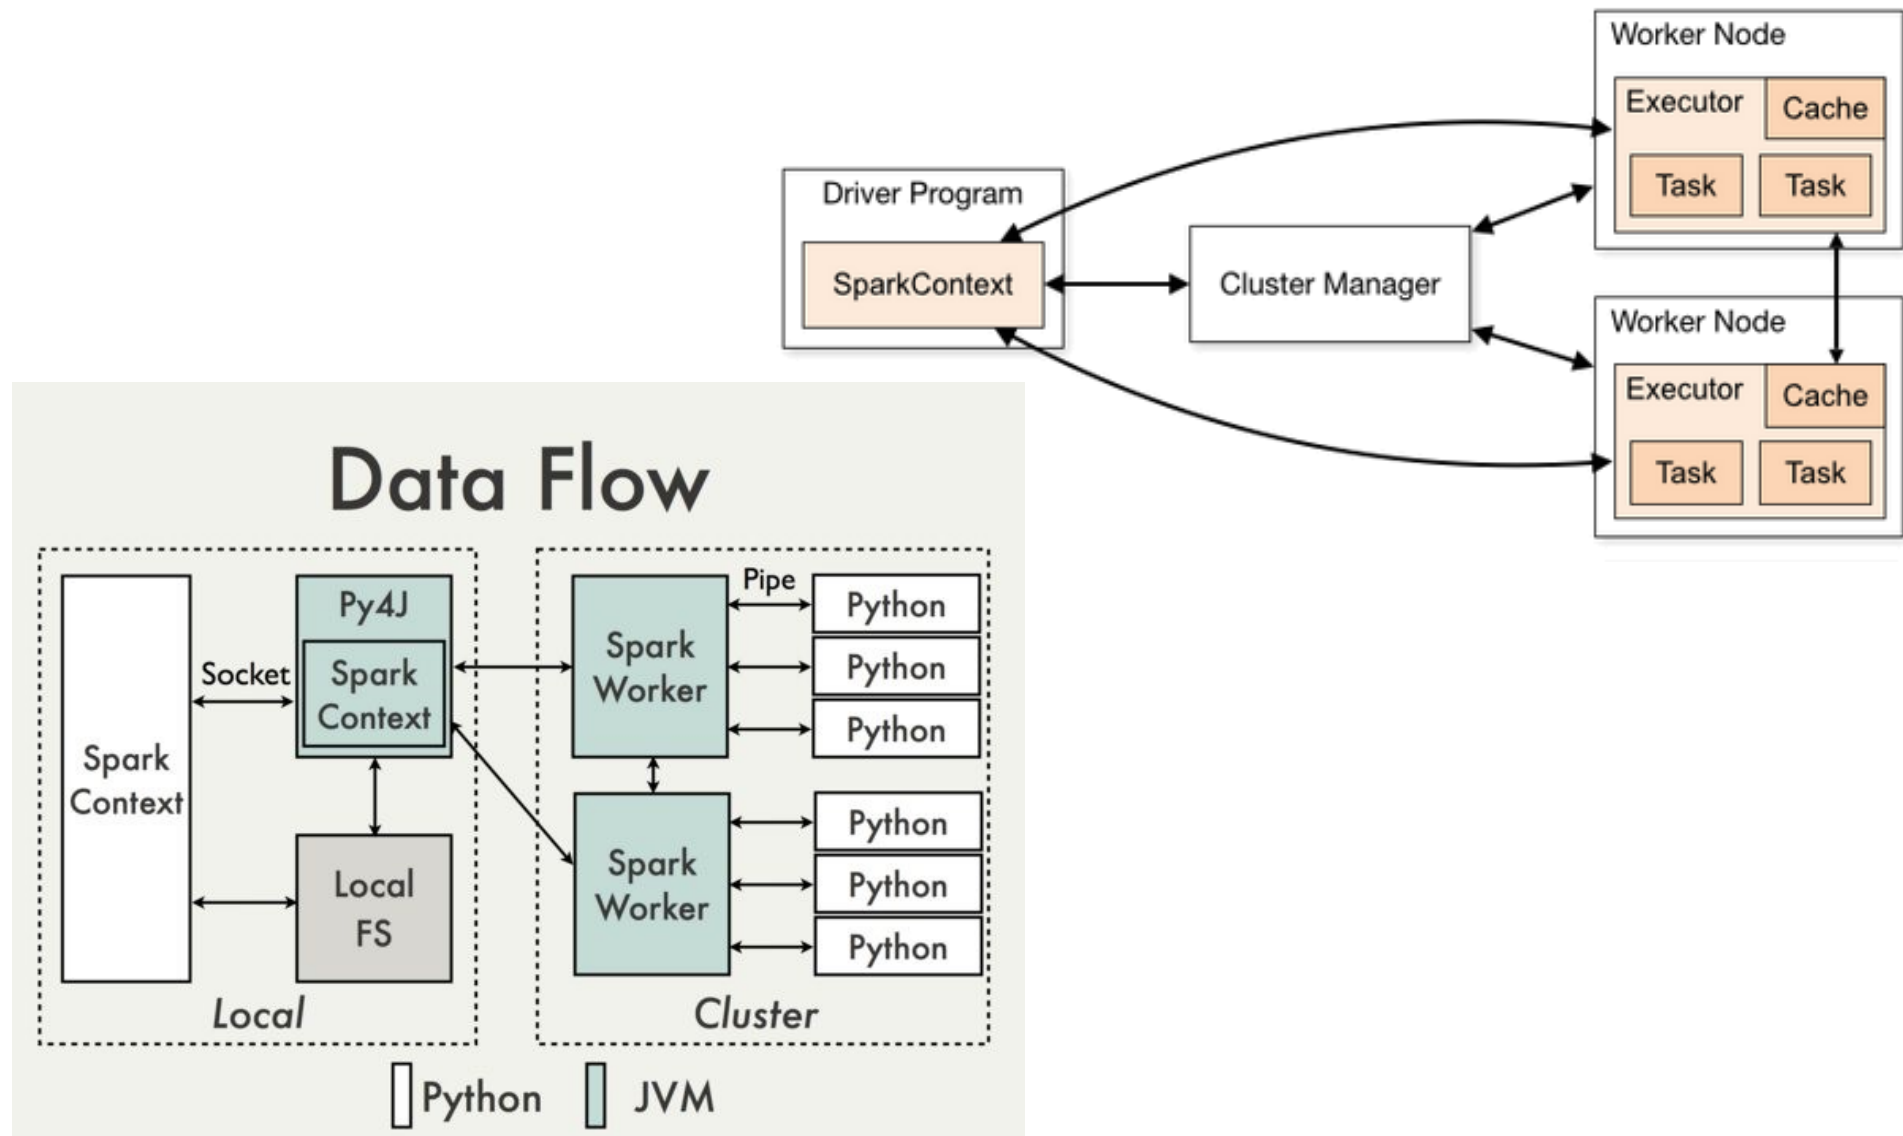 Worker Node
Executor
Cache
Task
Task
Driver Program
SparkContext
Cluster Manager
Worker Node
Executor
Cache
Task
Task
Data Flow
Spark
Context
Socket
Py4J
Spark
Context
Local
FS
Local
Spark
Worker
Pipe
Python
Python
Python
Spark
Worker
Python
Python
Python
Cluster
Python
JVM